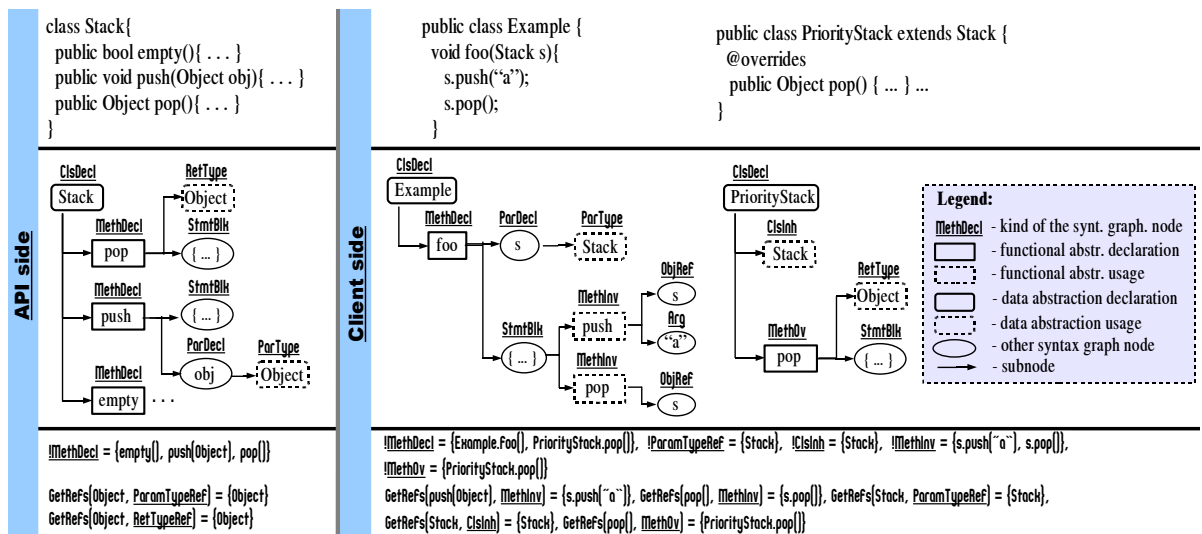 API side
class Stack{
public bool empty(){ . . . }
public void push(Object obj){ . . . }
public Object pop(){ . . . }
}
ClsDecl
Stack
RetType
Object
MethDecl
pop
StmtBlk
{ ... }
MethDecl
push
StmtBlk
{ ... }
ParDecl
obj
ParType
Object
MethDecl
empty . . .
!MethDecl = {empty(), push(Object), pop()}
GetRefs(Object, ParamTypeRef) = {Object}
GetRefs(Object, RetTypeRef) = {Object}
Client side
public class Example {
void foo(Stack s){
s.push(“a”);
s.pop();
}
public class PriorityStack extends Stack {
@overrides
public Object pop() { ... } ...
}
ClsDecl
Example
MethDecl
foo
ParDecl
s
ParType
Stack
StmtBlk
{ ... }
MethInv
push
ObjRef
s
Arg
“a”
MethInv
pop
ObjRef
s
ClsDecl
PriorityStack
ClsInh
Stack
RetType
Object
MethOv
pop
StmtBlk
{ ... }
Legend:
MethDecl - kind of the synt. graph. node
- functional abstr. declaration
- functional abstr. usage
- data abstraction declaration
- data abstraction usage
- other syntax graph node
- subnode
!MethDecl = {Example.foo(), PriorityStack.pop()}, !ParamTypeRef = {Stack}, !ClsInh = {Stack}, !MethInv = {s.push(“a“), s.pop()},
!MethOv = {PriorityStack.pop()}
GetRefs(push(Object), MethInv) = {s.push(“a“)}, GetRefs(pop(), MethInv) = {s.pop()}, GetRefs(Stack, ParamTypeRef) = {Stack},
GetRefs(Stack, ClsInh) = {Stack}, GetRefs(pop(), MethOv) = {PriorityStack.pop()}